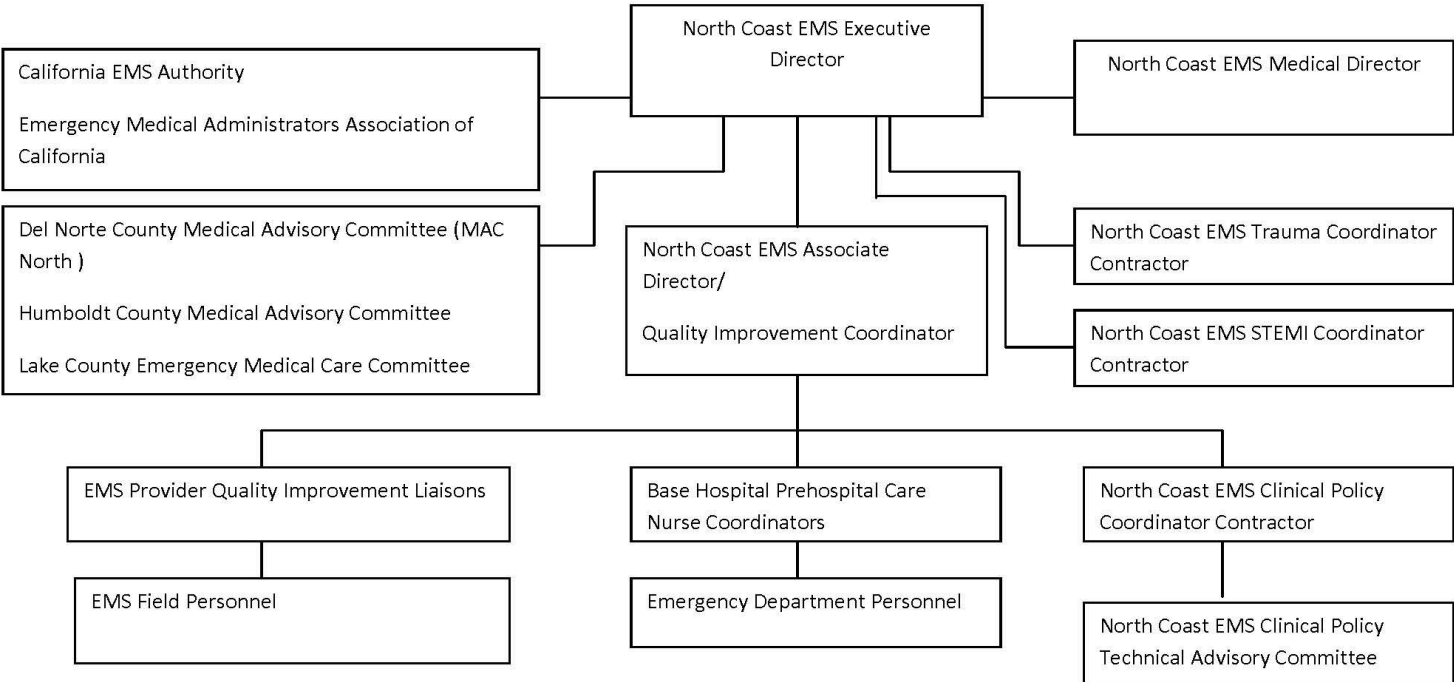 North Coast EMS Executive
Director
California EMS Authority
Emergency Medical Administrators Association of
California
North Coast EMS Medical Director
Del Norte County Medical Advisory Committee (MAC
North )
Humboldt County Medical Advisory Committee
Lake County Emergency Medical Care Committee
North Coast EMS Associate
Director/
Quality Improvement Coordinator
North Coast EMS Trauma Coordinator
Contractor
North Coast EMS STEMI Coordinator
Contractor
EMS Provider Quality Improvement Liaisons
Base Hospital Prehospital Care
Nurse Coordinators
North Coast EMS Clinical Policy
Coordinator Contractor
EMS Field Personnel
Emergency Department Personnel
North Coast EMS Clinical Policy
Technical Advisory Committee